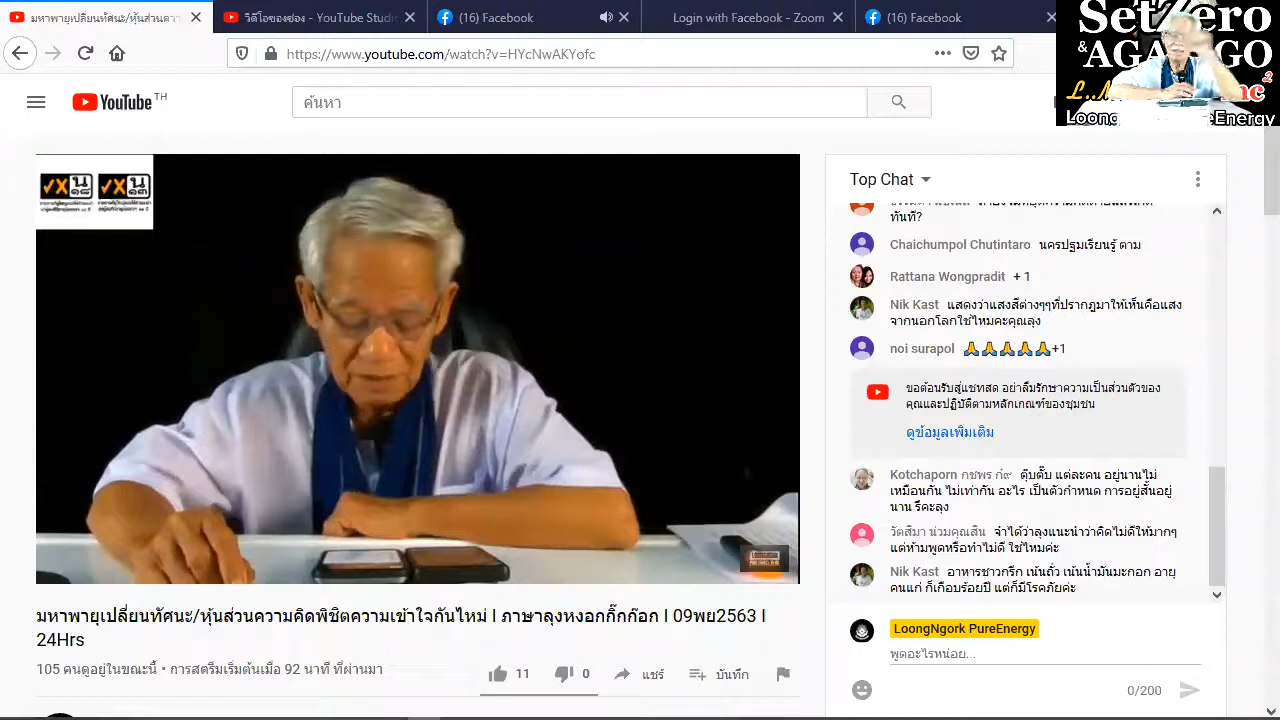 มหาพายุเปลี่ยนทัศนะ/หุ้นส่วนควา
วิดีโอของช่อง - YouTube Studi
(16) Facebook
Login with Facebook - Zoom
(16) Facebook
https://www.youtube.com/watch?v=HYcNwAKYofc
SetZero
&AGA GO
YouTube TH
ค้นหา
Loong eEnergy
Top Chat
ทันที?
Chaichumpol Chutintaro นครปฐมเรียนรู้ ตาม
Rattana Wongpradit + 1
Nik Kast แสดงว่าแสงสีต่างๆๆที่ปรากฏมาให้เห็นคือแสง
จากนอกโลกใช้ไหมคะคุณลุง
noi surapol 🙏🙏🙏🙏🙏+1
ขอต้อนรับสู่แชทสด อย่าลืมรักษาความเป็นส่วนตัวของ
คุณและปฏิบัติตามหลักเกณฑ์ของชุมชน
ดูข้อมูลเพิ่มเติม
Kotchaporn กชพร ก๋๙ ตุ๊บตั๊บ แต่ละคน อยู่นานไม่
เหมือนกัน ไม่เท่ากัน อะไร เป็นตัวกำหนด การอยู่สั้นอยู่
นาน รึคะลุง
วัตสิมา น่วมคุณสิน จำได้ว่าลุงแนะนำว่าคิดไม่ดีให้มากๆ
แต่ห้ามพูดหรือทำไม่ดี ใช่ไหมค่ะ
Nik Kast อาหารชาวกรีก เน้นถั่ว เน้นน้ำมันมะกอก อายุ
คนแก่ ก็เกือบร้อยปี แต่ก็มีโรคภัยค่ะ
LoongNgork PureEnergy
พูดอะไรหน่อย...
0/200
มหาพายุเปลี่ยนทัศนะ/หุ้นส่วนความคิดพิชิตความเข้าใจกันไหม่ I ภาษาลุงหงอกกิ๊กก๊อก I 09พย2563 I
24Hrs
105 คนดูอยู่ในขณะนี้ • การสตรีมเริ่มต้นเมื่อ 92 นาที ที่ผ่านมา
11
0
แชร์
บันทึก